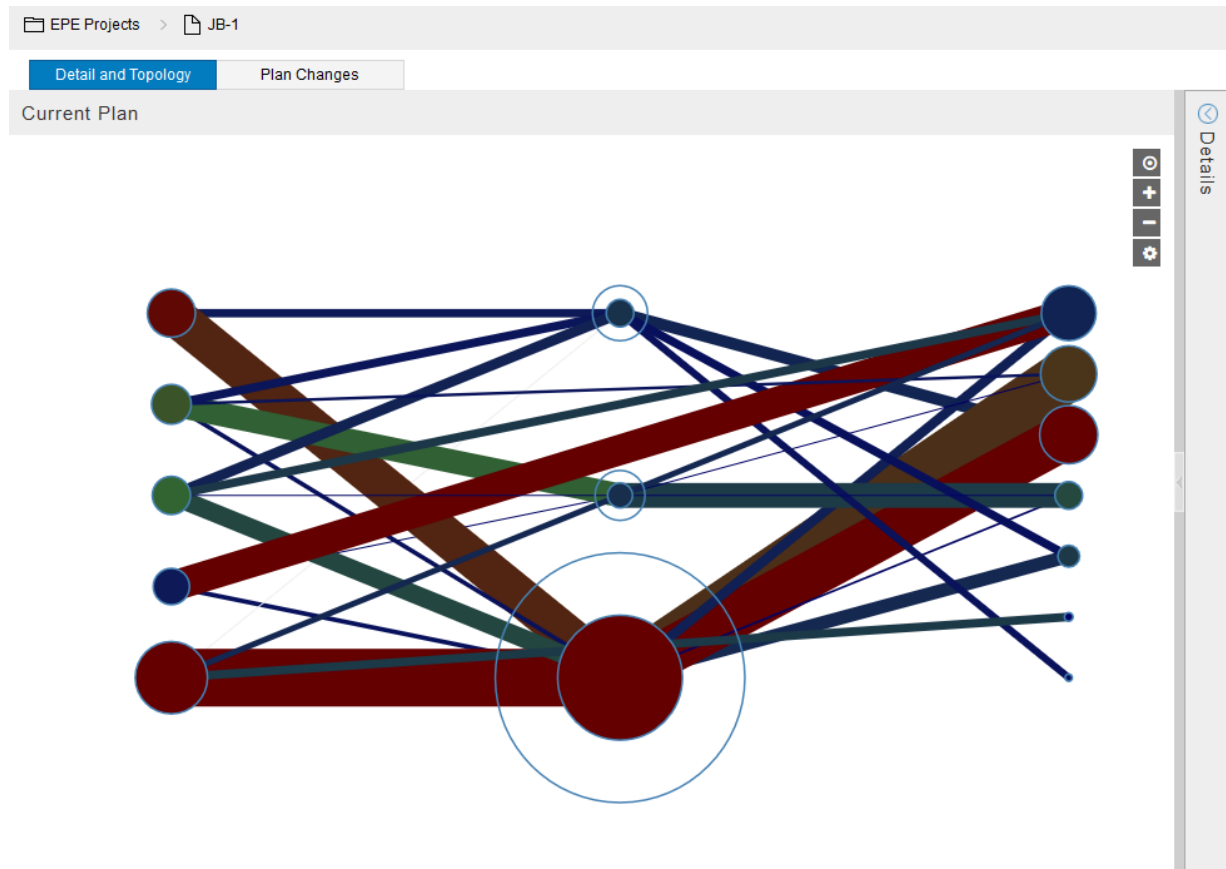 EPE Projects > JB-1
Detail and Topology
Plan Changes
Current Plan
Details